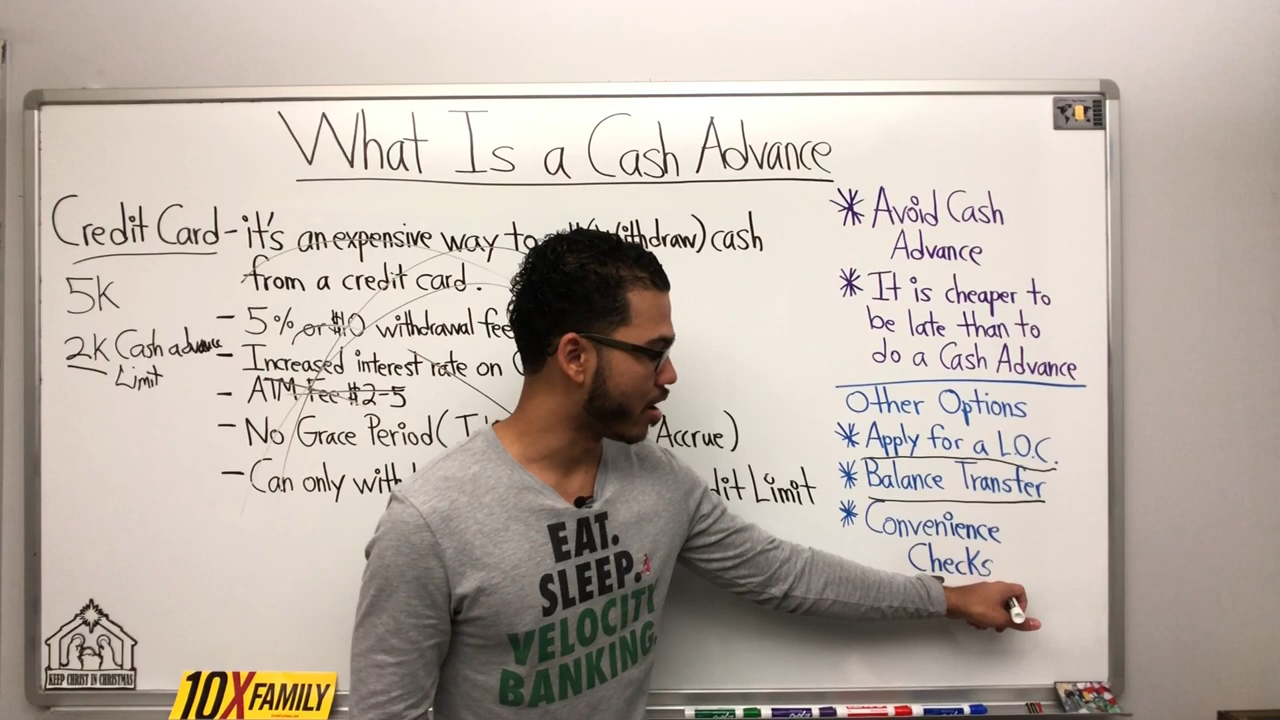 What Is a Cash Advance
Credit Card - it's an expensive way to (Withdraw) cash
from a credit card.
5K
2K Cash advance
Limit
- 5% or $10 withdrawal fee
- Increased interest rate on
- ATM Fee $2-5
- No Grace Period ( Accrue)
- Can only Limit
* Avoid Cash
Advance
* It is cheaper to
be late than to
do a Cash Advance
Other Options
* Apply for a L.O.C.
* Balance Transfer
* Convenience
Checks
EAT.
SLEEP.
VELOCITY
BANKING.
KEEP CHRIST IN CHRISTMAS
10X FAMILY